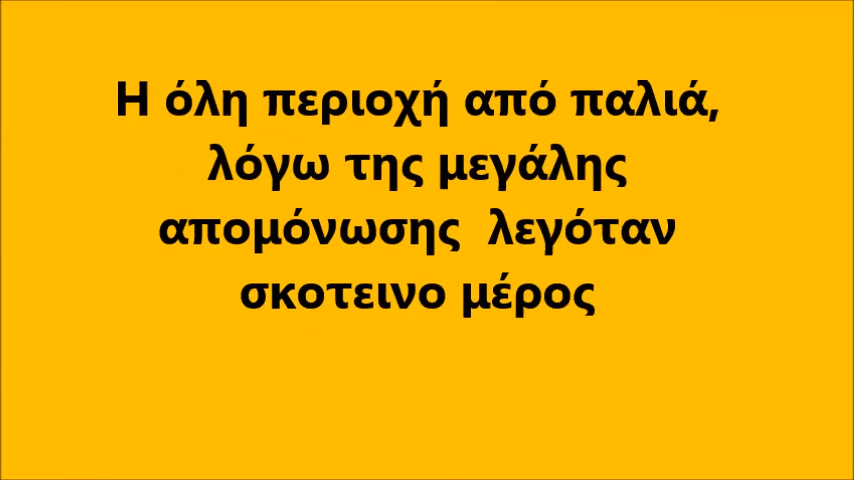 Η όλη περιοχή από παλιά,
λόγω της μεγάλης
απομόνωσης λεγόταν
σκοτεινο μέρος